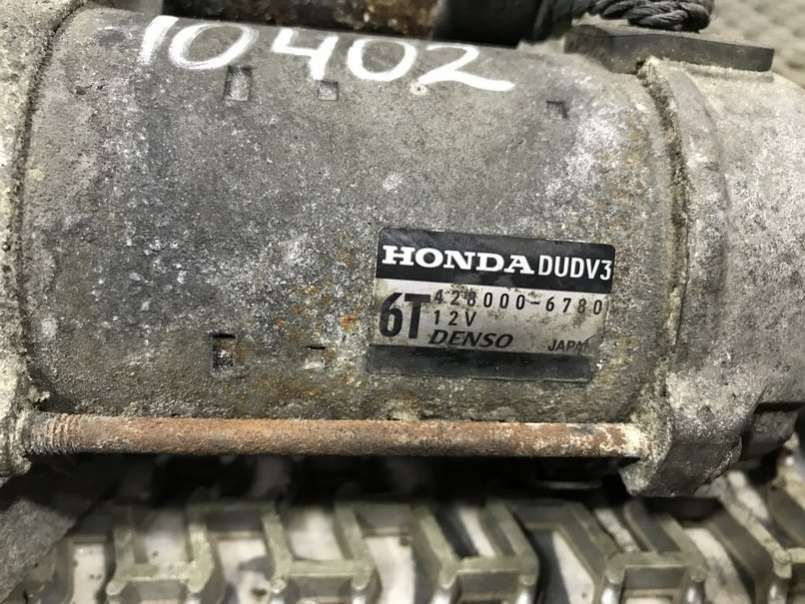 10402
HONDA DUDV3
6T 428000-6780
12V
DENSO JAPAN